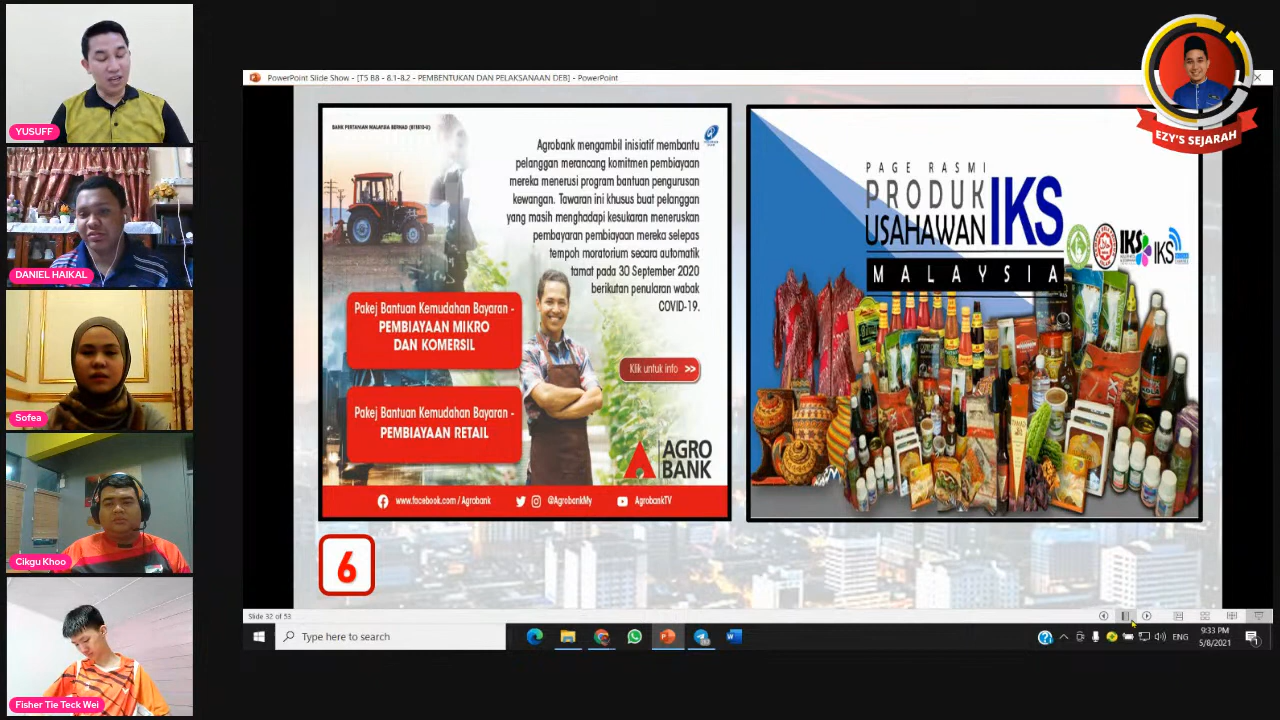 YUSUFF
DANIEL HAIKAL
Sofea
Cikgu Khoo
Fisher Tie Teck Wei
PowerPoint Slide Show - [T5 B8 - 8.1-8.2 - PEMBENTUKAN DAN PELAKSANAAN DEB] - PowerPoint
EZY'S SEJARAH
Agrobank mengambil inisiatif membantu
pelanggan merancang komitmen pembiayaan
mereka menerusi program bantuan pengurusan
kewangan. Tawaran ini khusus buat pelanggan
yang masih menghadapi kesukaran meneruskan
pembayaran pembiayaan mereka selepas
tempoh moratorium secara automatik
tamat pada 30 September 2020
berikutan penularan wabak
COVID-19.
Pakej Bantuan Kemudahan Bayaran -
PEMBIAYAAN MIKRO
DAN KOMERSIL
Klik untuk info >>
Pakej Bantuan Kemudahan Bayaran -
PEMBIAYAAN RETAIL
AGRO
BANK
www.facebook.com/Agrobank
@AgrobankMy
AgrobankTV
PAGE RASMI
PRODUK
USAHAWAN IKS
MALAYSIA
IKS
IKS
6
Slide 32 of 53
Type here to search
ENG
9:33 PM
5/8/2021